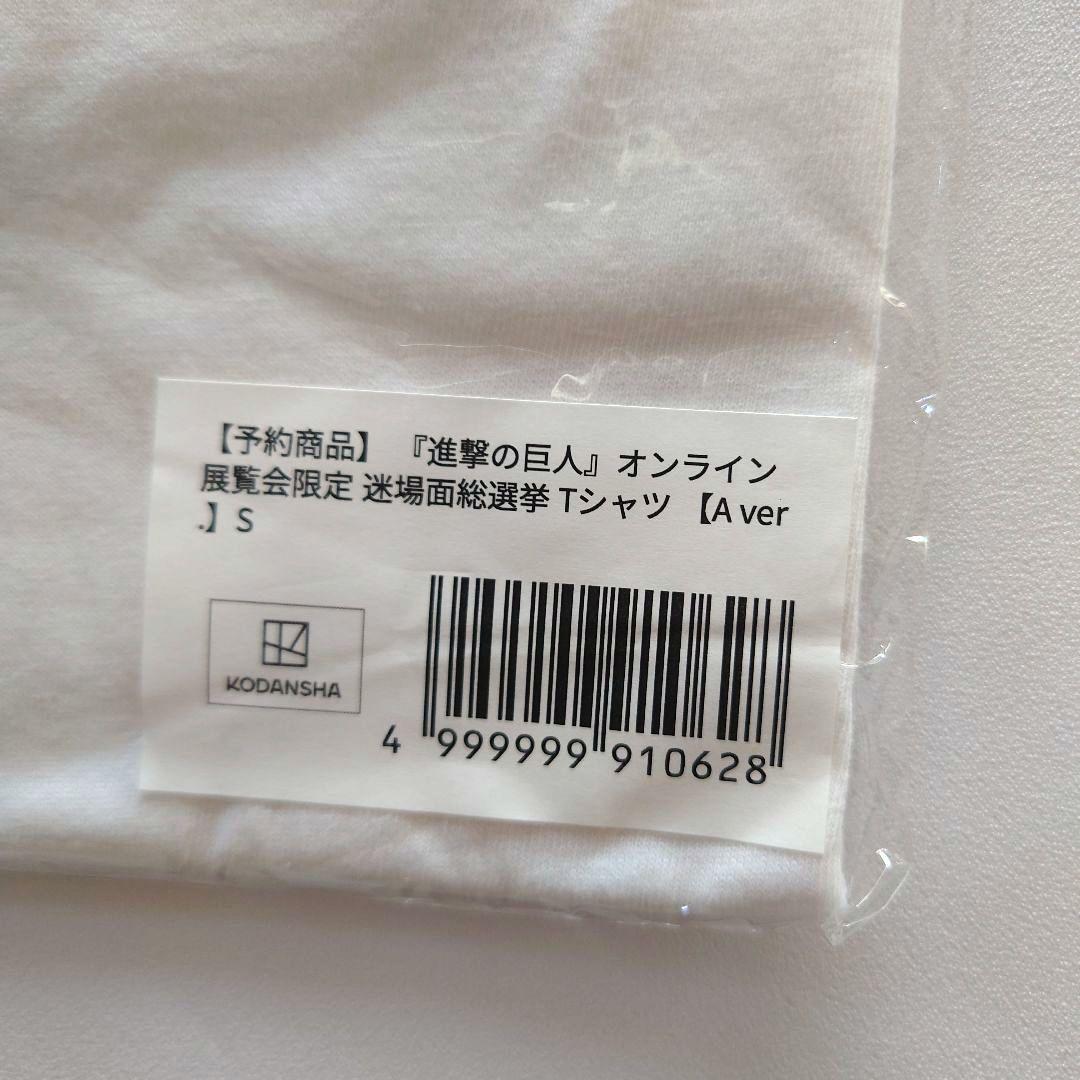 【予約商品】 『進撃の巨人』オンライン
展覧会限定 迷場面総選挙 Tシャツ 【A ver
.】S
KODANSHA
4 999999 910628